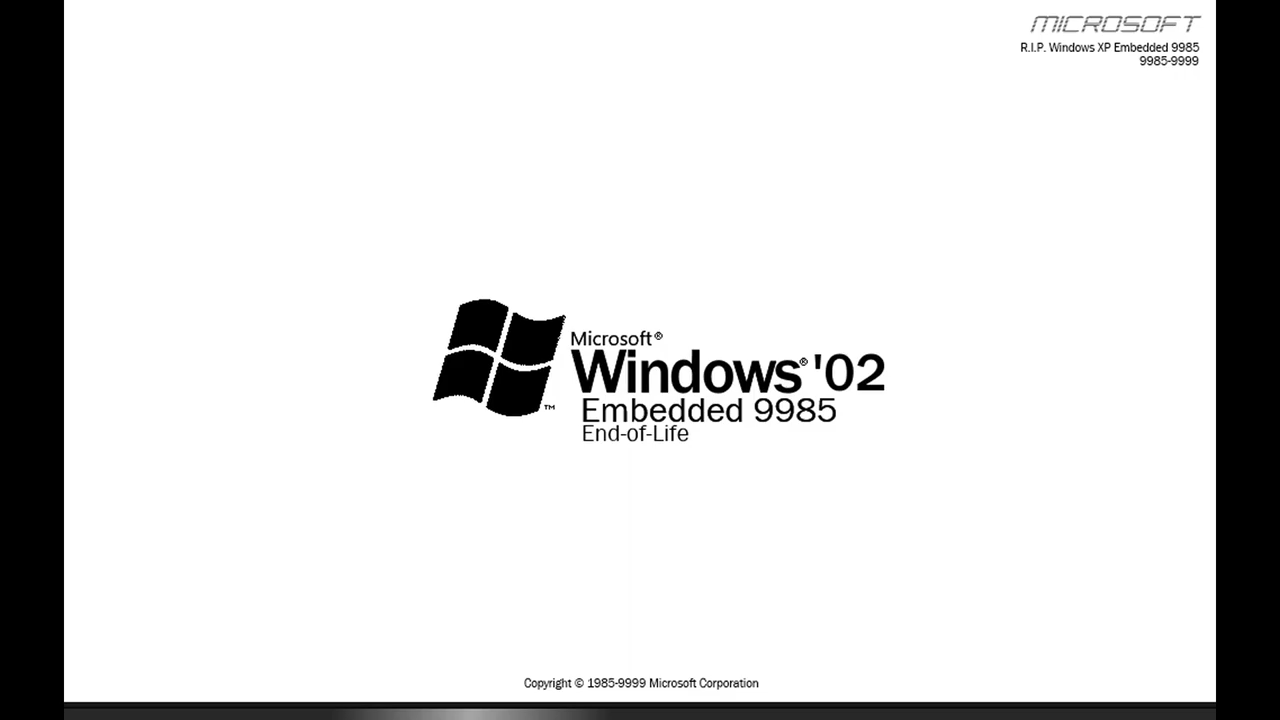 MICROSOFT
R.I.P. Windows XP Embedded 9985
9985-9999
Microsoft®
Windows® '02
Embedded 9985
End-of-Life
™
Copyright © 1985-9999 Microsoft Corporation